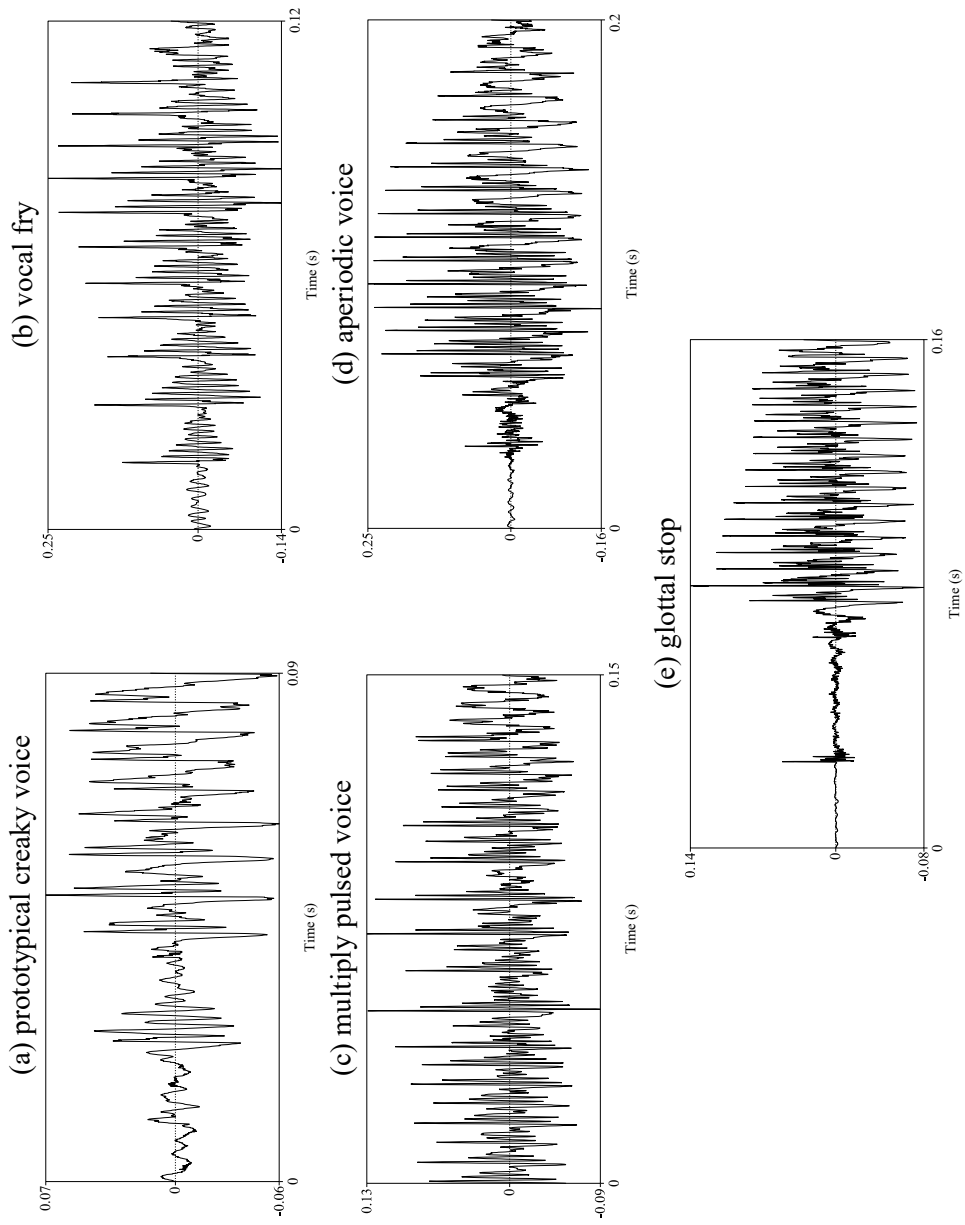 (a) prototypical creaky voice
0.07
0
-0.06
0
0.09
Time (s)
(b) vocal fry
0.25
0
-0.14
0
0.12
Time (s)
(c) multiply pulsed voice
0.13
0
-0.09
0
0.15
Time (s)
(d) aperiodic voice
0.25
0
-0.16
0
0.2
Time (s)
(e) glottal stop
0.14
0
-0.08
0
0.16
Time (s)